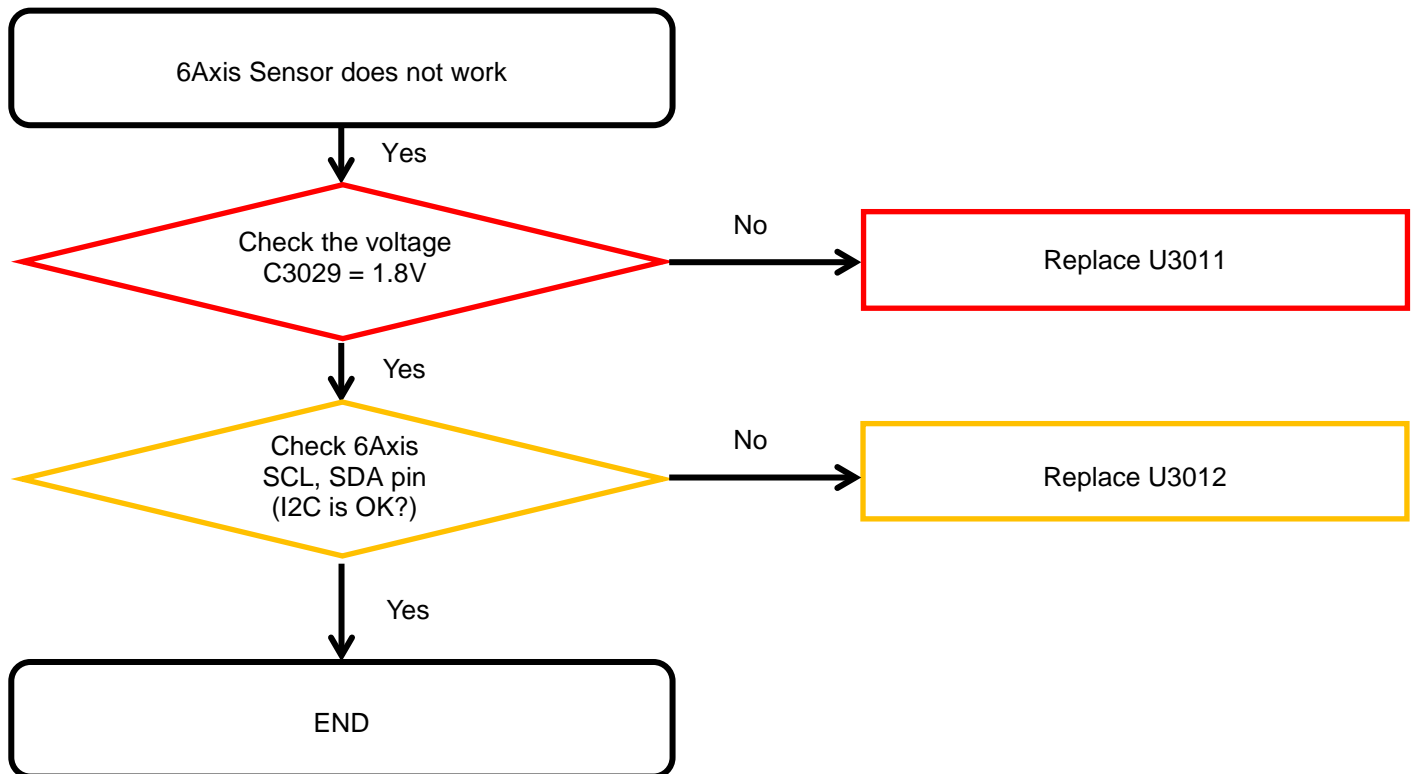 6Axis Sensor does not work
Yes
Check the voltage
C3029 = 1.8V
No
Replace U3011
Yes
Check 6Axis
SCL, SDA pin
(I2C is OK?)
No
Replace U3012
Yes
END